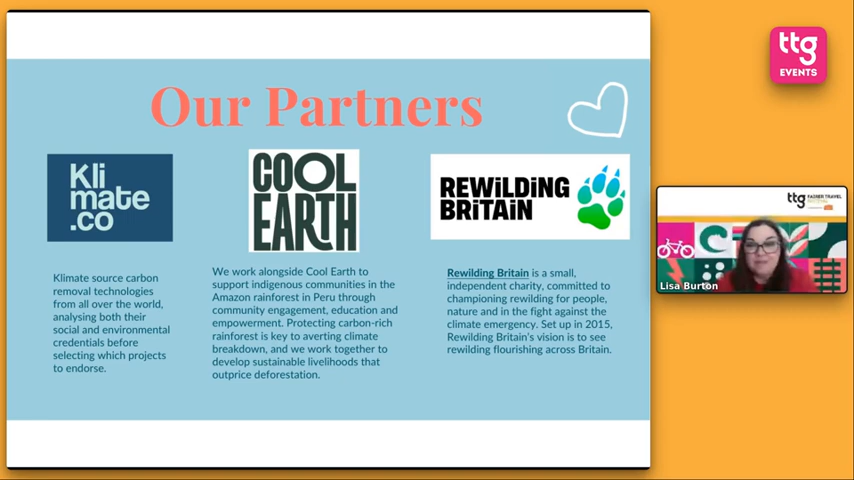 ttg
EVENTS
Our Partners
Kli
mate
.co
COOL
EARTH
REWiLDiNG
BRiTAiN
Klimate source carbon
removal technologies
from all over the world,
analysing both their
social and environmental
credentials before
selecting which projects
to endorse.
We work alongside Cool Earth to
support indigenous communities in the
Amazon rainforest in Peru through
community engagement, education and
empowerment. Protecting carbon-rich
rainforest is key to averting climate
breakdown, and we work together to
develop sustainable livelihoods that
outprice deforestation.
Rewilding Britain is a small,
independent charity, committed to
championing rewilding for people,
nature and in the fight against the
climate emergency. Set up in 2015,
Rewilding Britain's vision is to see
rewilding flourishing across Britain.
ttg FAIRER TRAVEL
Lisa Burton